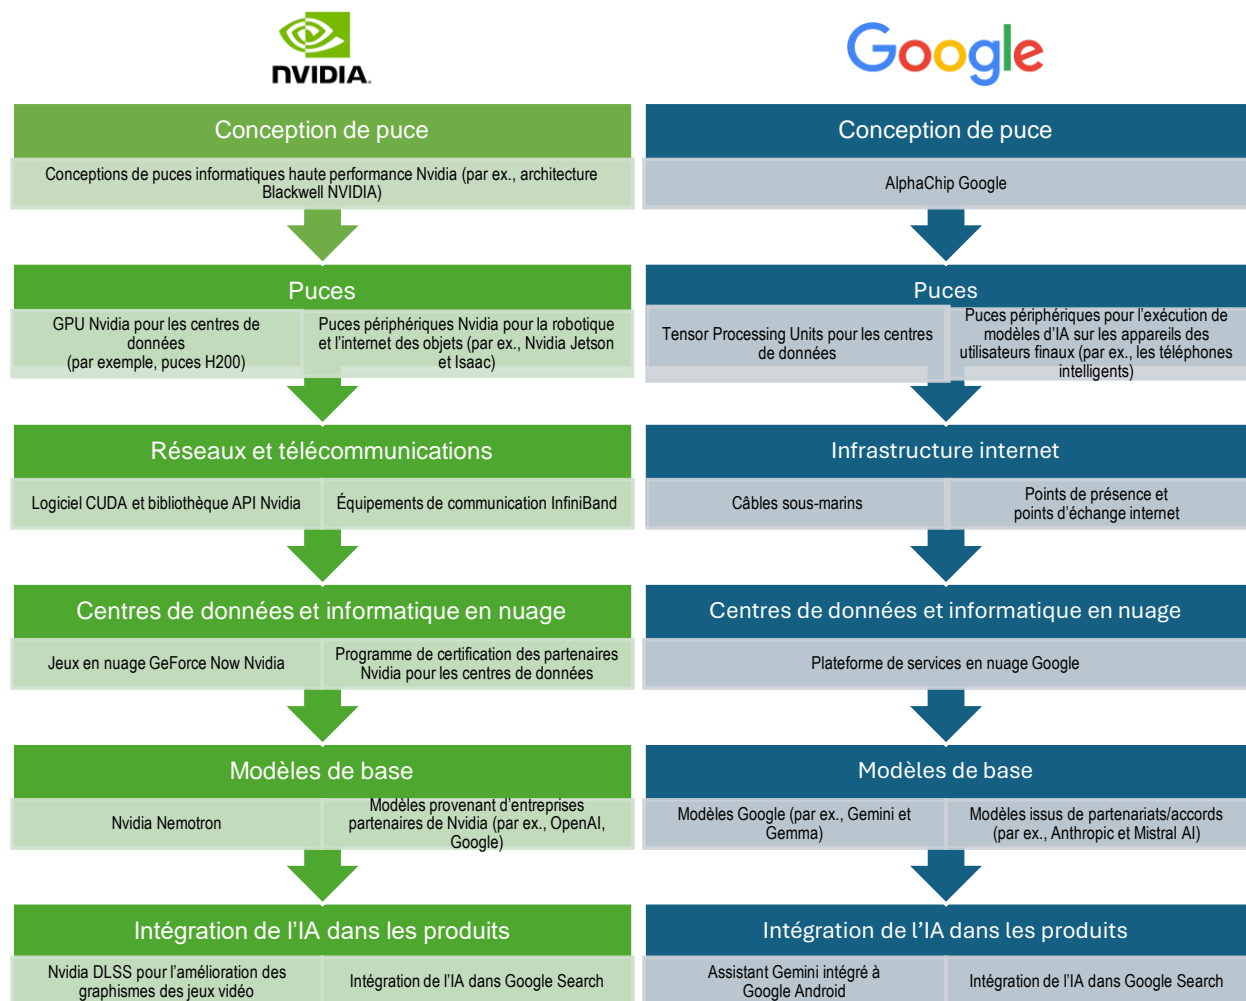 NVIDIA.
Conception de puce
Conceptions de puces informatiques haute performance Nvidia (par ex., architecture
Blackwell NVIDIA)
Puces
GPU Nvidia pour les centres de
données
(par exemple, puces H200)
Puces périphériques Nvidia pour la robotique
et l'internet des objets (par ex., Nvidia Jetson
et Isaac)
Réseaux et télécommunications
Logiciel CUDA et bibliothèque API Nvidia
Équipements de communication InfiniBand
Centres de données et informatique en nuage
Jeux en nuage GeForce Now Nvidia
Programme de certification des partenaires
Nvidia pour les centres de données
Modèles de base
Nvidia Nemotron
Modèles provenant d'entreprises
partenaires de Nvidia (par ex., OpenAI,
Google)
Intégration de l'IA dans les produits
Nvidia DLSS pour l'amélioration des
graphismes des jeux vidéo
Intégration de l'IA dans Google Search
Google
Conception de puce
AlphaChip Google
Puces
Tensor Processing Units pour les centres
de données
Puces périphériques pour l'exécution de
modèles d'IA sur les appareils des
utilisateurs finaux (par ex., les téléphones
intelligents)
Infrastructure internet
Câbles sous-marins
Points de présence et
points d'échange internet
Centres de données et informatique en nuage
Plateforme de services en nuage Google
Modèles de base
Modèles Google (par ex., Gemini et
Gemma)
Modèles issus de partenariats/accords
(par ex., Anthropic et Mistral AI)
Intégration de l'IA dans les produits
Assistant Gemini intégré à
Google Android
Intégration de l'IA dans Google Search